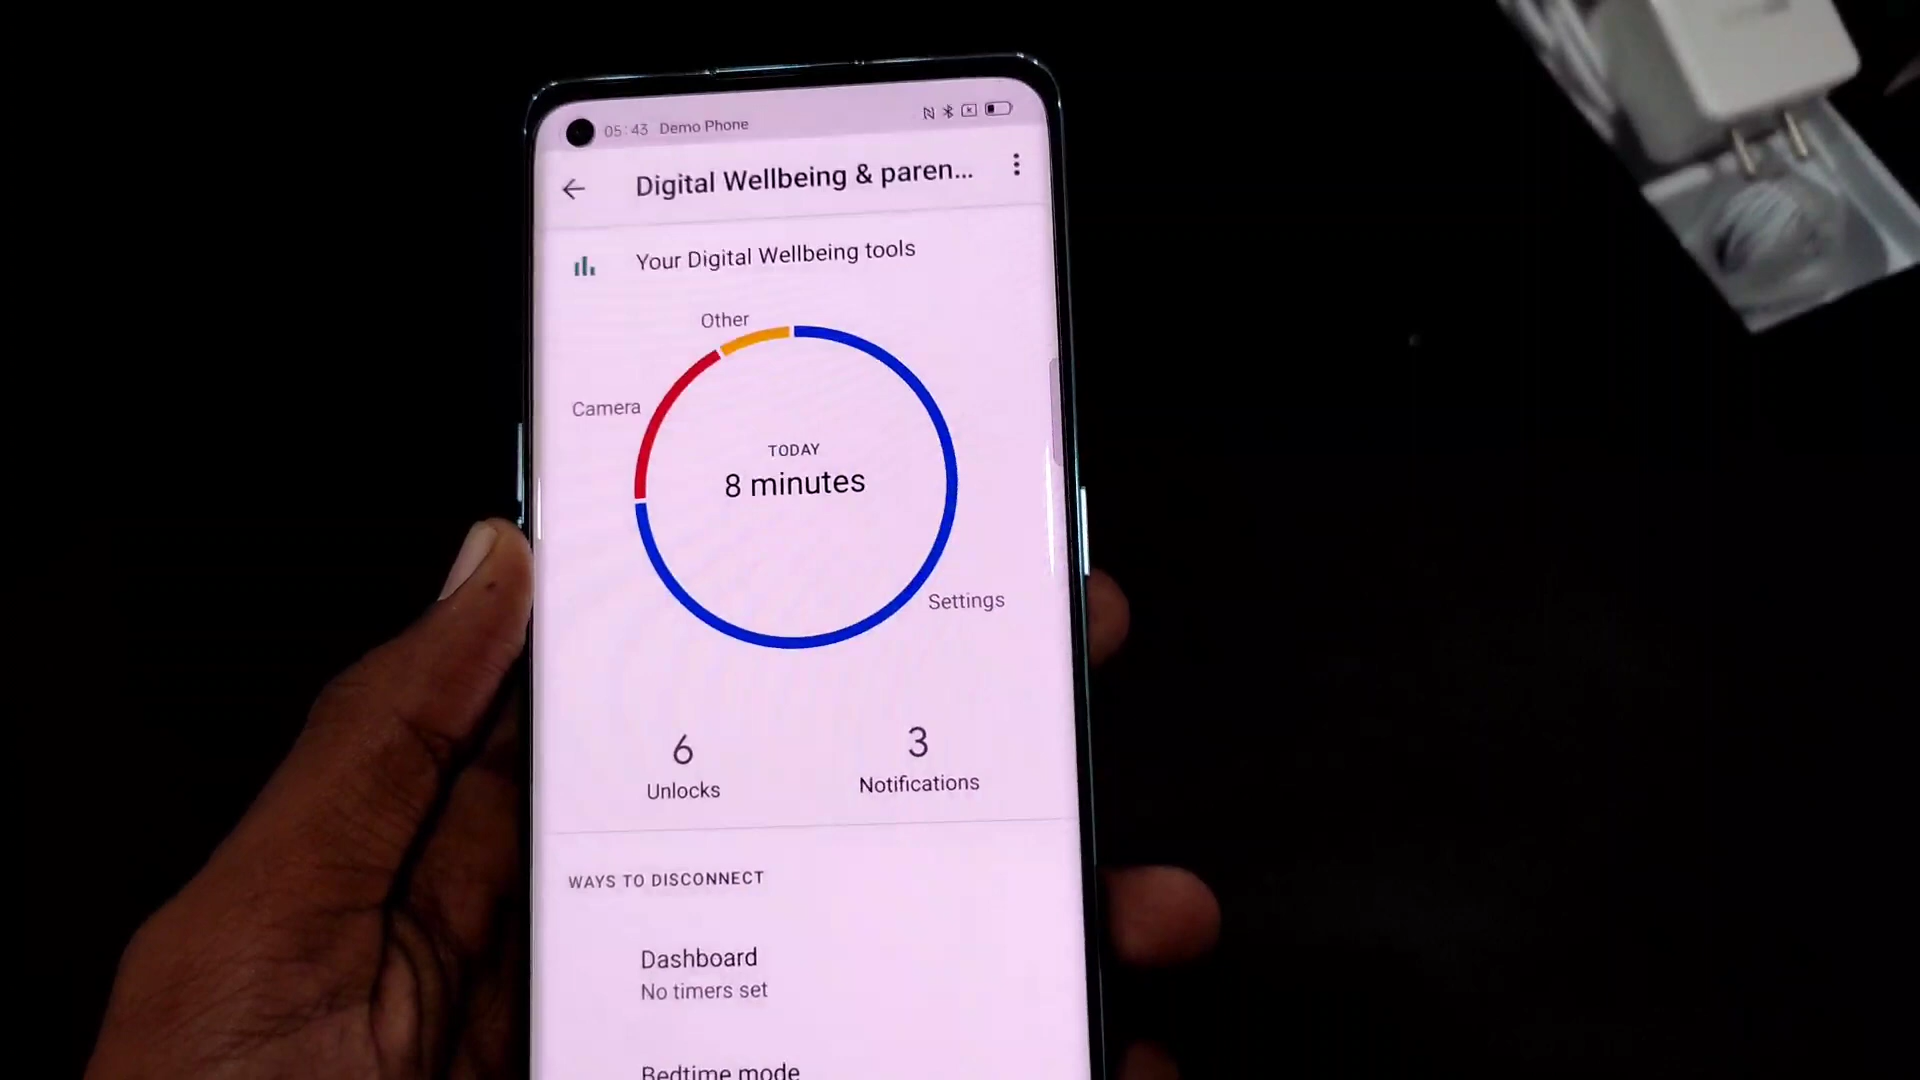 05:43 Demo Phone
Digital Wellbeing & paren...
Your Digital Wellbeing tools
Other
Camera
TODAY
8 minutes
Settings
6
Unlocks
3
Notifications
WAYS TO DISCONNECT
Dashboard
No timers set
Bedtime mode